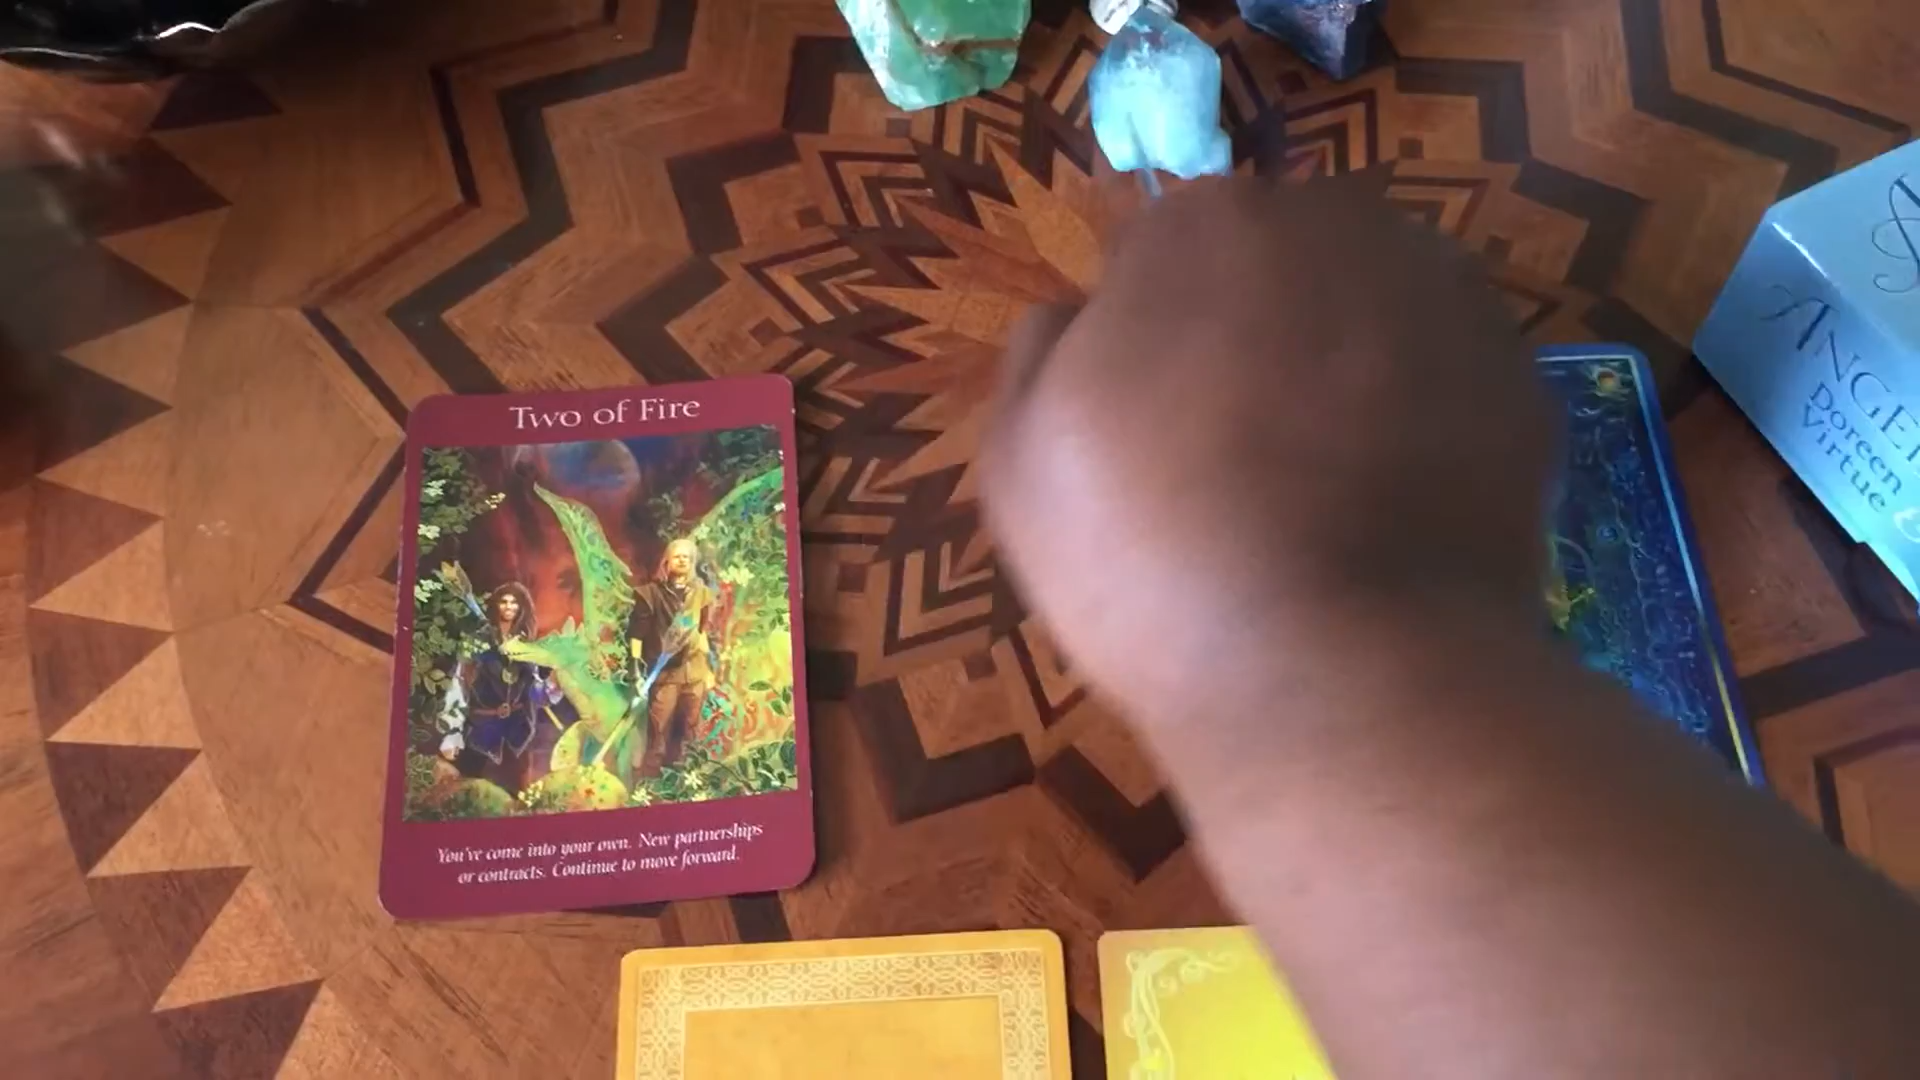 Two of Fire
You've come into your own. New partnerships
or contracts. Continue to move forward.
Doreen
Virtue